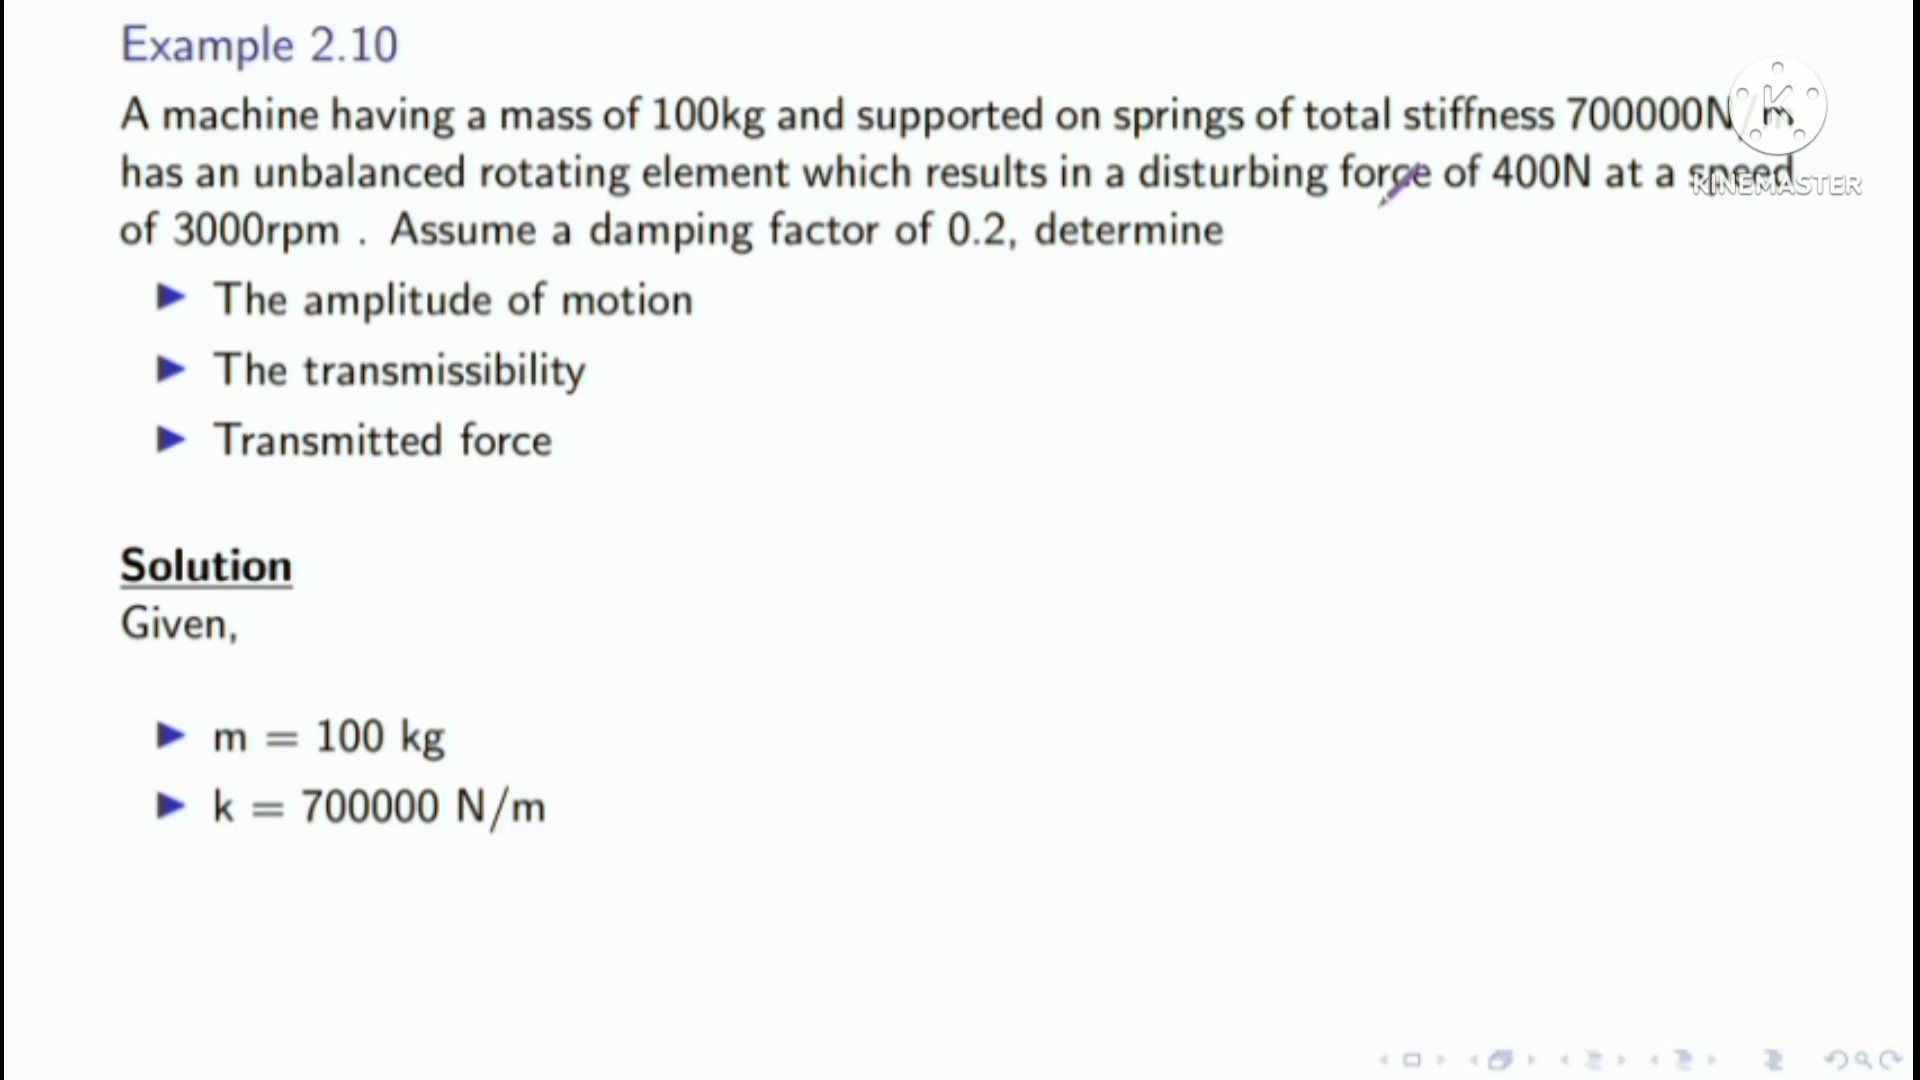 Example 2.10
A machine having a mass of 100kg and supported on springs of total stiffness 700000N/m
has an unbalanced rotating element which results in a disturbing force of 400N at a speed
of 3000rpm . Assume a damping factor of 0.2, determine
The amplitude of motion
The transmissibility
Transmitted force
Solution
Given,
m = 100 kg
k = 700000 N/m
K
KINEMASTER